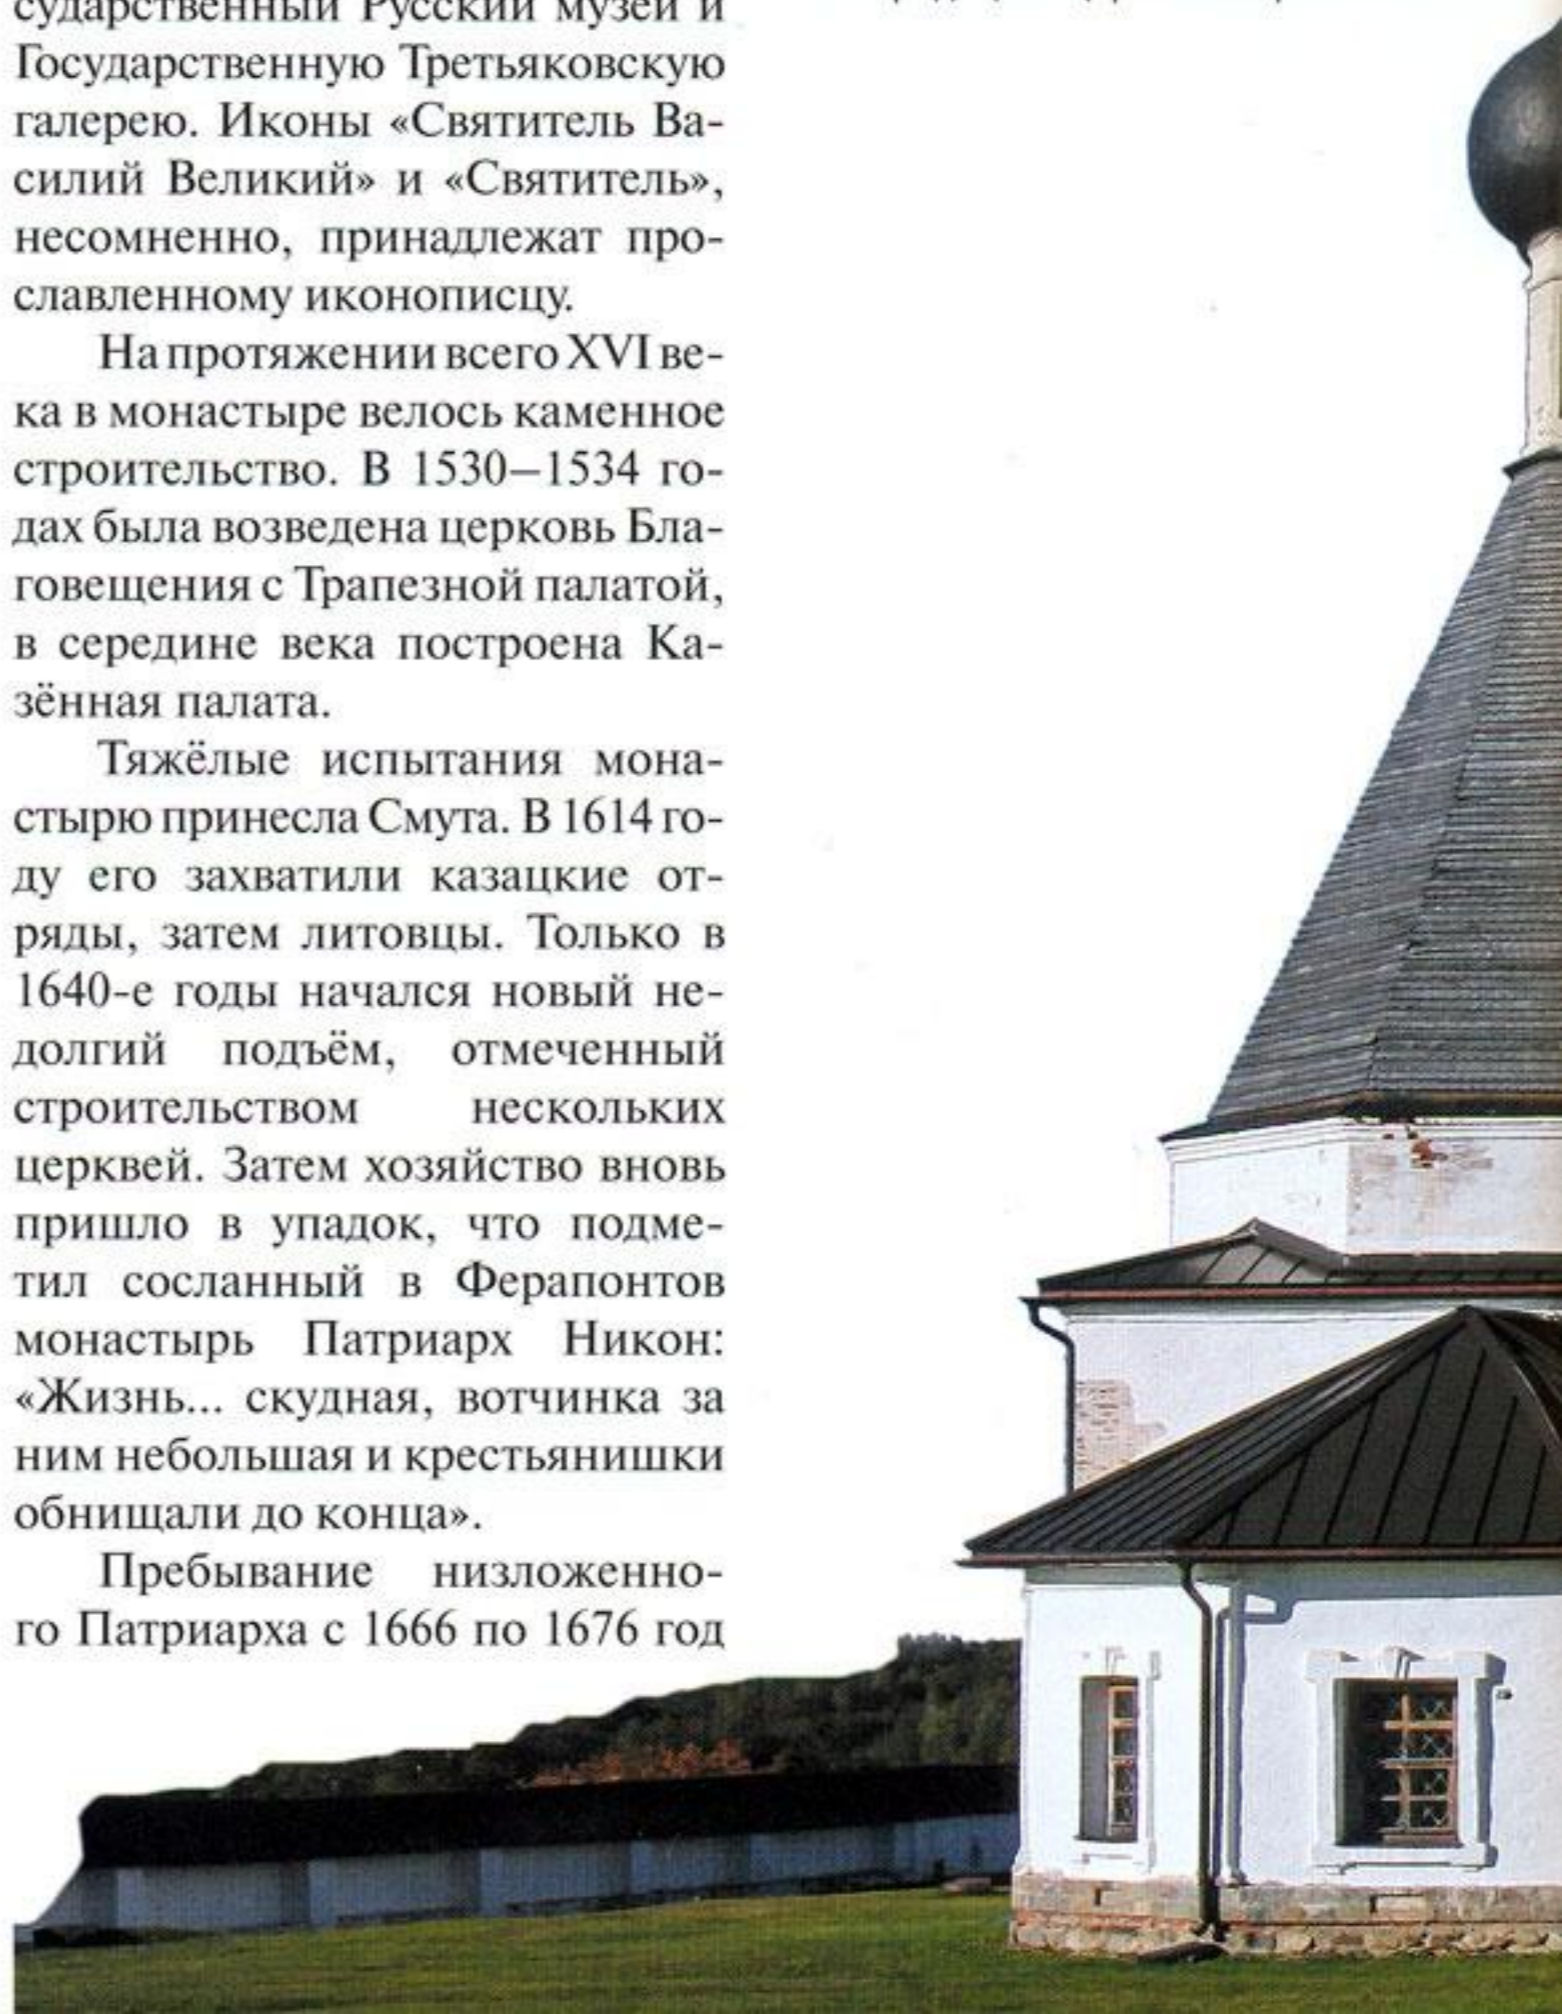 сударственный Русский музей и
Государственную Третьяковскую
галерею. Иконы «Святитель Ва-
силий Великий» и «Святитель»,
несомненно, принадлежат про-
славленному иконописцу.
На протяжении всего XVI ве-
ка в монастыре велось каменное
строительство. В 1530–1534 го-
дах была возведена церковь Бла-
говещения с Трапезной палатой,
в середине века построена Ка-
зённая палата.
Тяжёлые испытания мона-
стырю принесла Смута. В 1614 го-
ду его захватили казацкие от-
ряды, затем литовцы. Только в
1640-е годы начался новый не-
долгий подъём, отмеченный
строительством нескольких
церквей. Затем хозяйство вновь
пришло в упадок, что подме-
тил сосланный в Ферапонтов
монастырь Патриарх Никон:
«Жизнь... скудная, вотчинка за
ним небольшая и крестьянишки
обнищали до конца».
Пребывание низложенно-
го Патриарха с 1666 по 1676 год